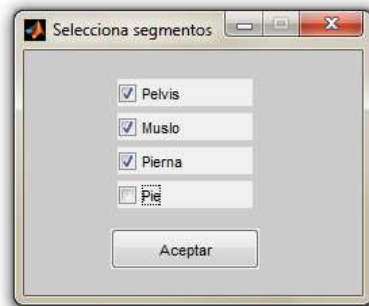 Selecciona segmentos
Pelvis
Muslo
Pierna
Pie
Aceptar